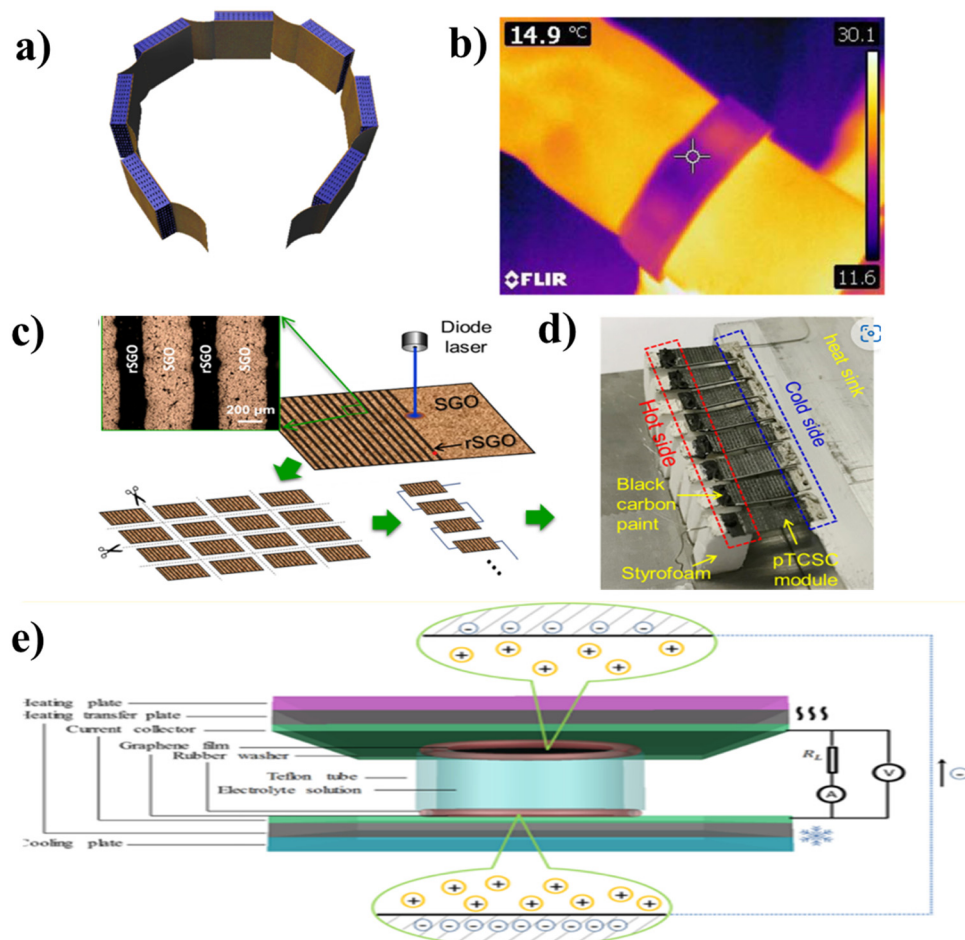 a)
b)
14.9 °C
30.1
11.6
FLIR
c)
rSGO
SGO
rSGO
SGO
200 µm
Diode
laser
SGO
rSGO
d)
heat sink
Cold side
Hot side
Black
carbon
paint
Styrofoam
pTCSC
module
e)
Heating plate
Heating transfer plate
Current collector
Graphene film
Rubber washer
Teflon tube
Electrolyte solution
Cooling plate
RL
A
V